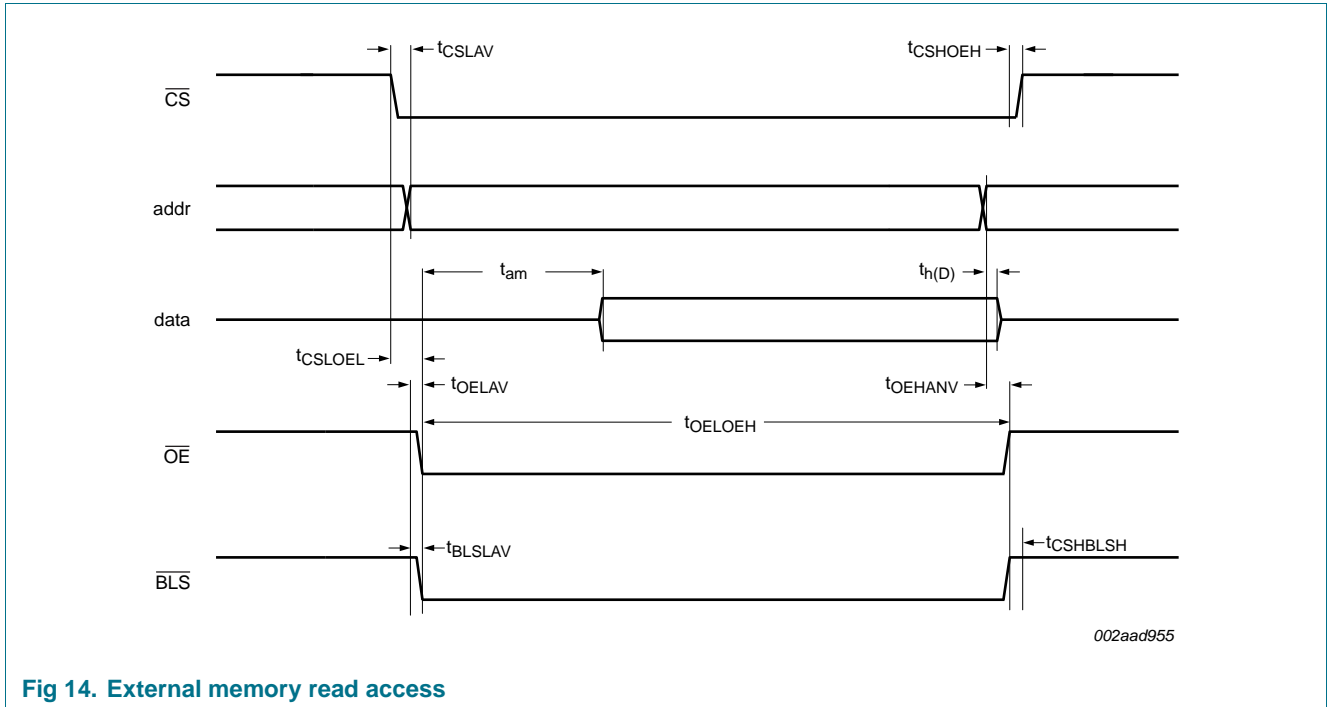 tCSLAV
tCSHOEH
CS
addr
tam
th(D)
data
tCSLOEL
tOELAV
tOEHANV
tOELOEH
OE
tBLSLAV
tCSHBLSH
BLS
002aad955
Fig 14. External memory read access